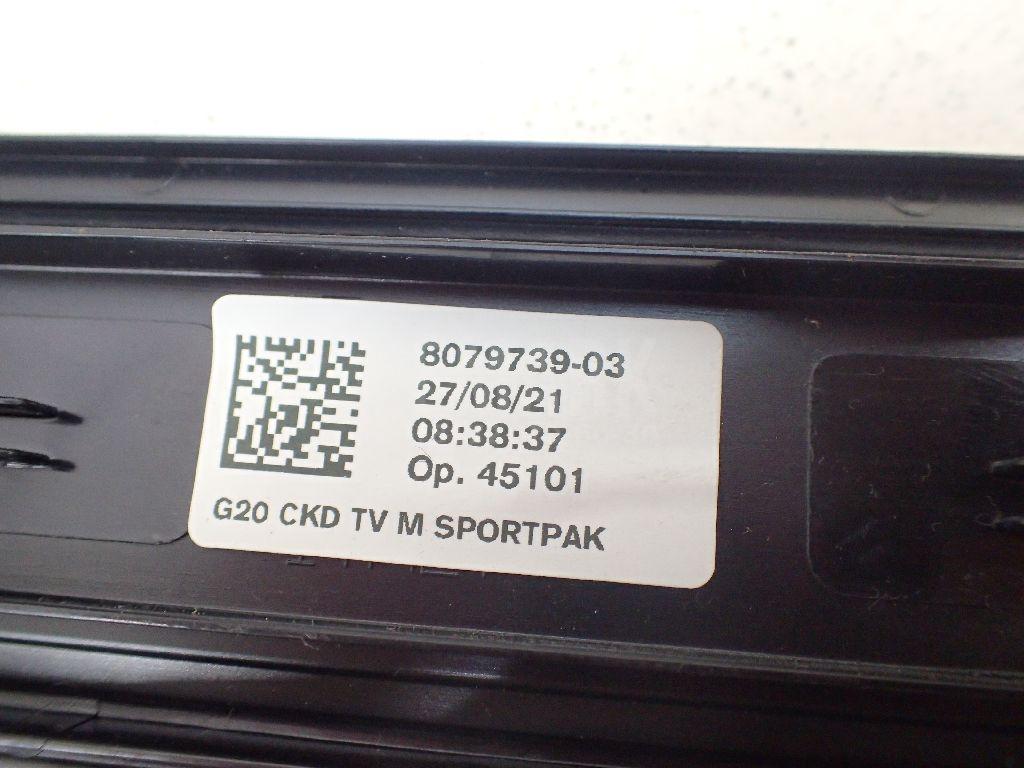 8079739-03
27/08/21
08:38:37
Op. 45101
G20 CKD TV M SPORTPAK